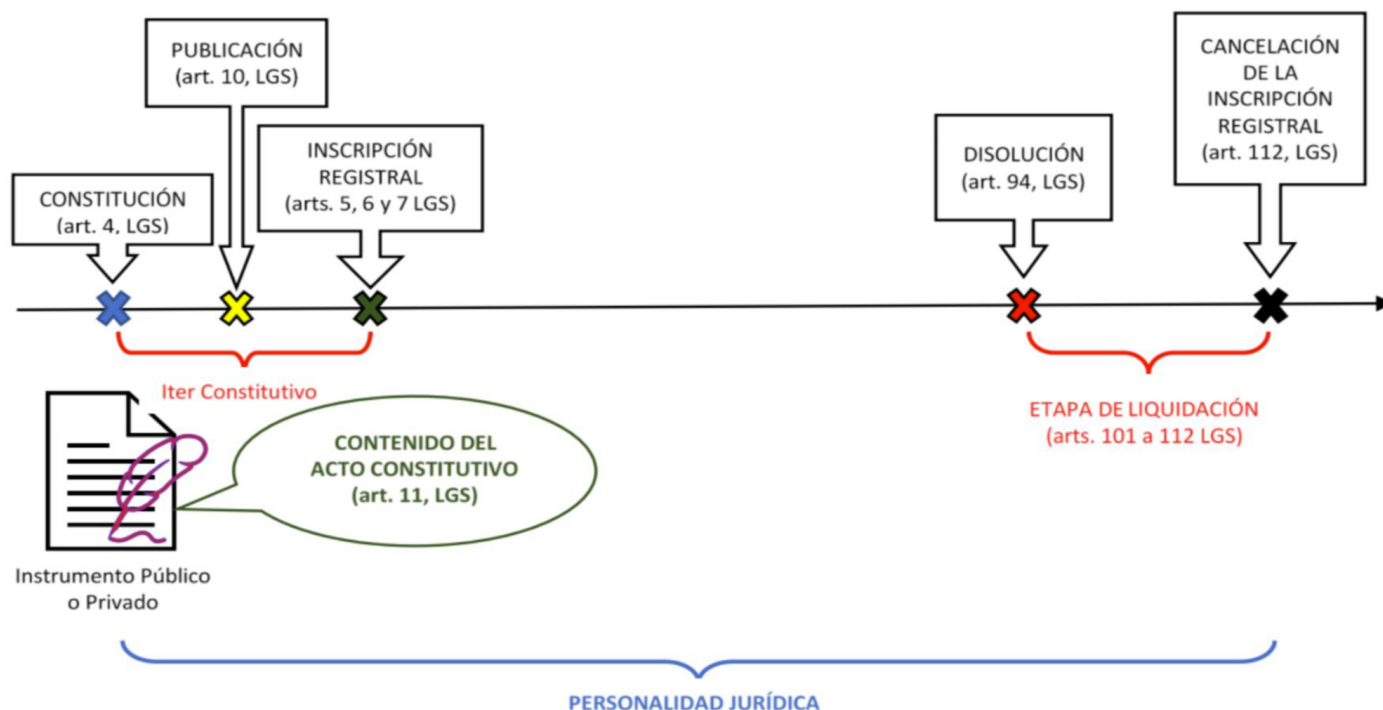 PUBLICACIÓN
(art. 10, LGS)
CANCELACIÓN
DE LA
INSCRIPCIÓN
REGISTRAL
(art. 112, LGS)
INSCRIPCIÓN
REGISTRAL
(arts. 5, 6 y 7 LGS)
DISOLUCIÓN
(art. 94, LGS)
CONSTITUCIÓN
(art. 4, LGS)
Iter Constitutivo
ETAPA DE LIQUIDACIÓN
(arts. 101 a 112 LGS)
CONTENIDO DEL
ACTO CONSTITUTIVO
(art. 11, LGS)
Instrumento Público
o Privado
PERSONALIDAD JURÍDICA